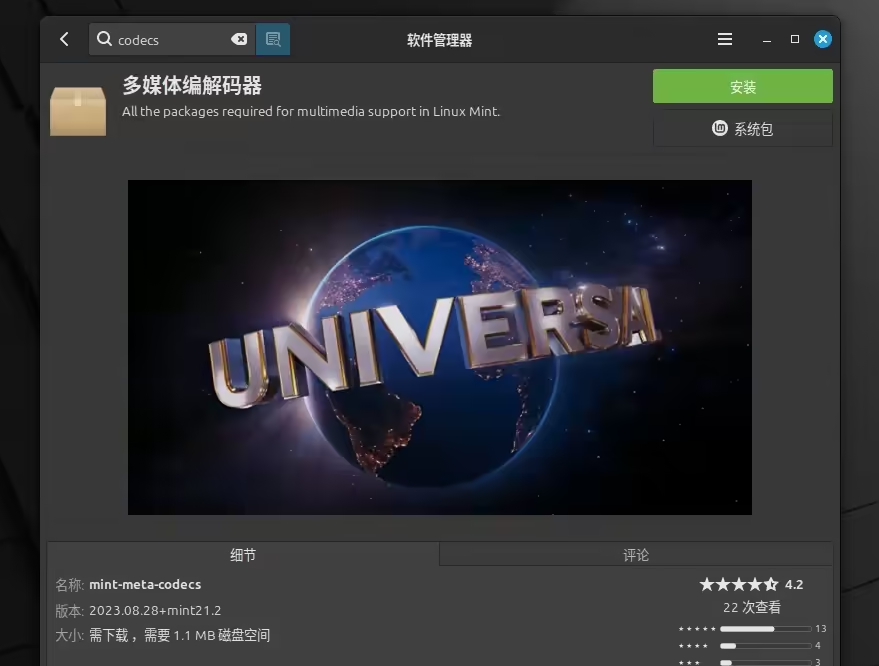 codecs
软件管理器
多媒体编解码器
All the packages required for multimedia support in Linux Mint.
安装
系统包
UNIVERSAL
细节
评论
名称: mint-meta-codecs
版本: 2023.08.28+mint21.2
大小: 需下载 ，需要 1.1 MB 磁盘空间
4.2
22 次查看
13
4
3